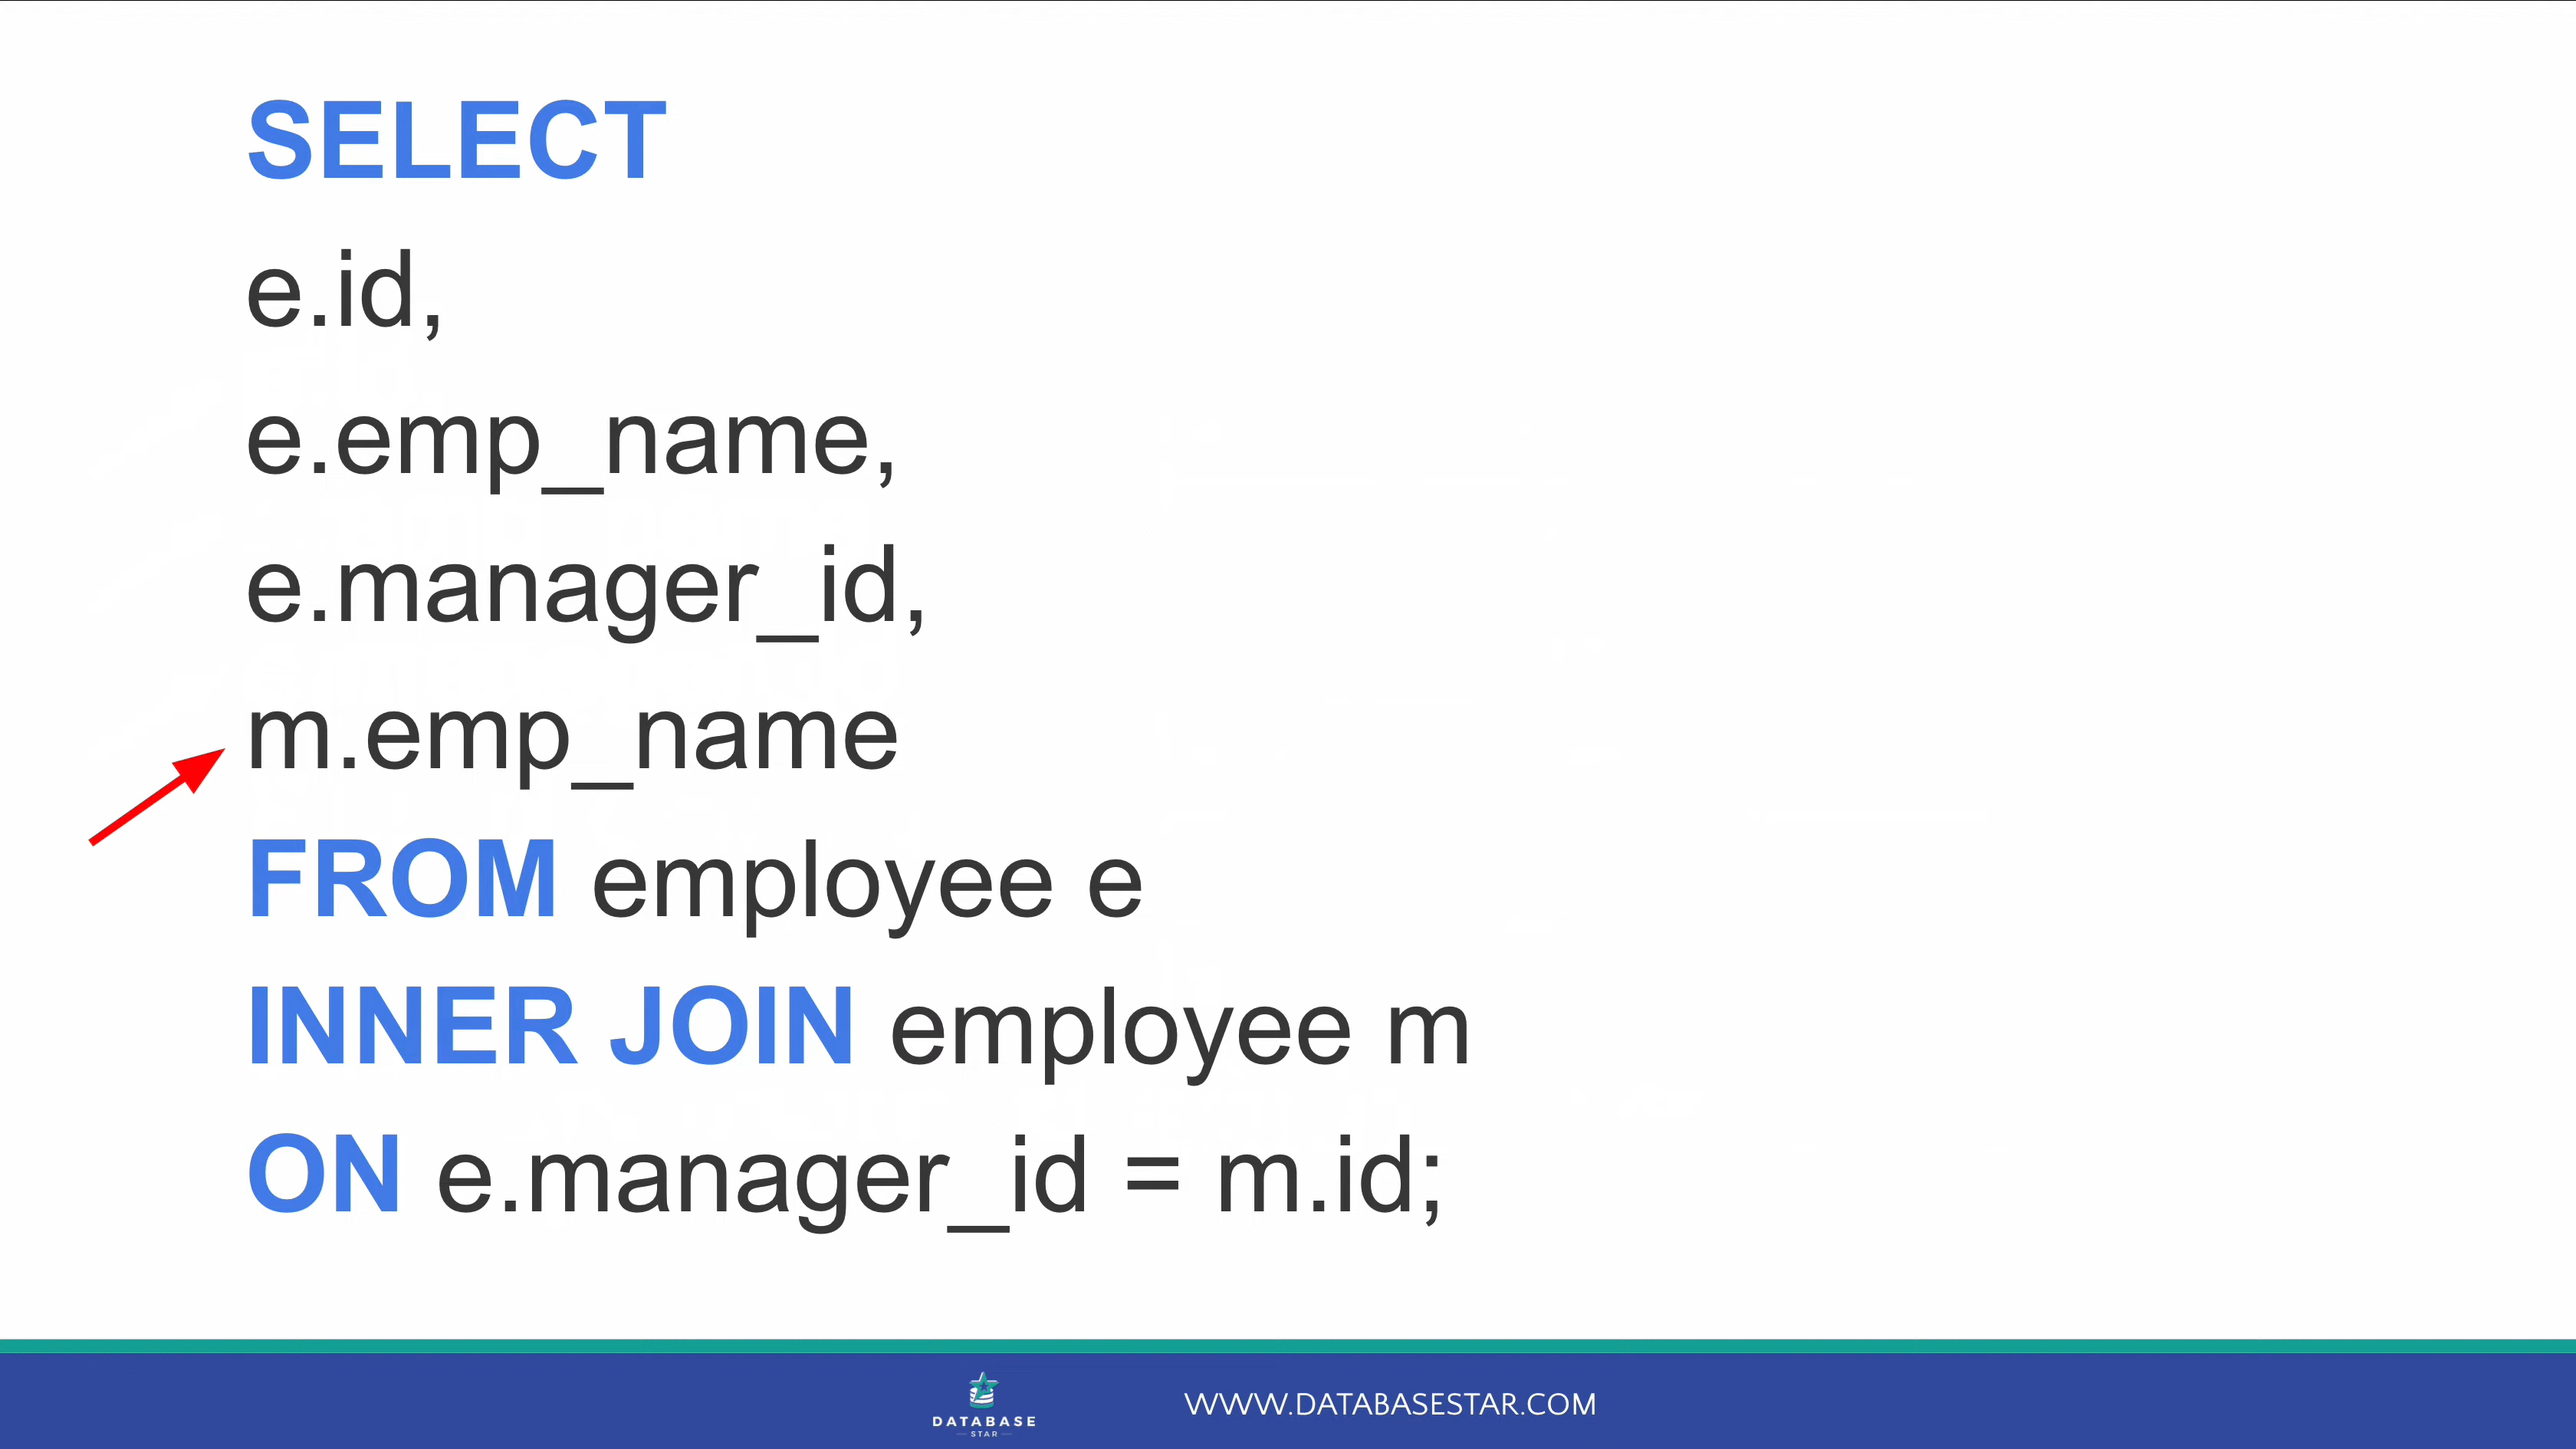 SELECT
e.id,
e.emp_name,
e.manager_id,
m.emp_name
FROM employee e
INNER JOIN employee m
ON e.manager_id = m.id;
DATABASE
STAR
WWW.DATABASESTAR.COM